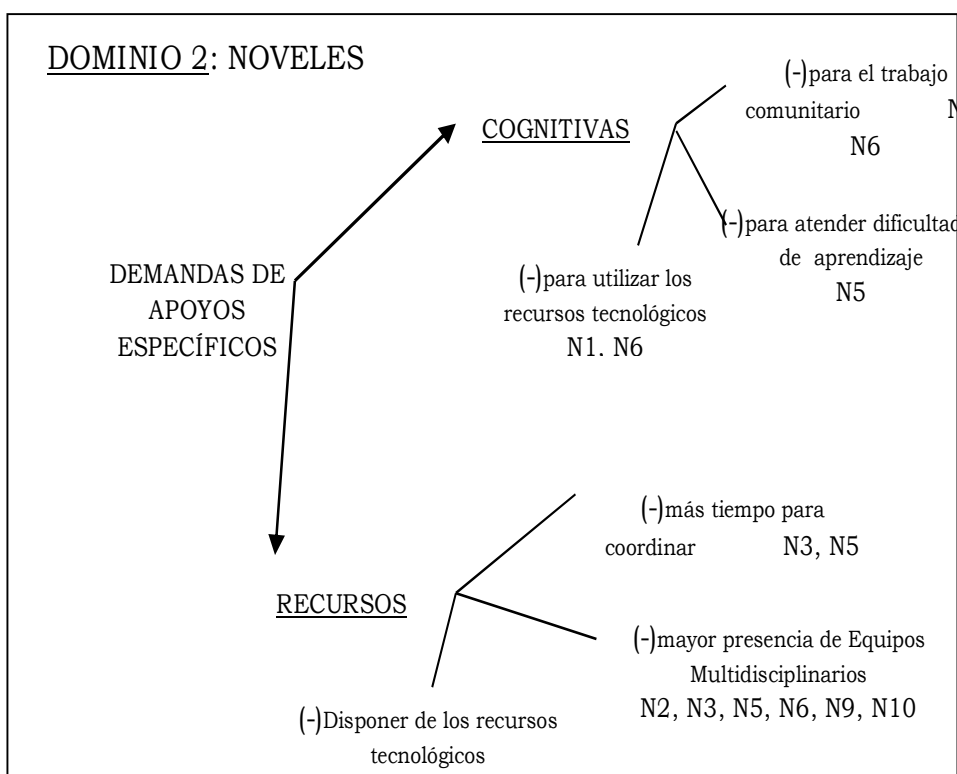 DOMINIO 2: NOVELES
(-)para el trabajo
comunitario N
N6
COGNITIVAS
(-)para atender dificultad
de aprendizaje
N5
DEMANDAS DE
APOYOS
ESPECÍFICOS
(-)para utilizar los
recursos tecnológicos
N1. N6
(-)más tiempo para
coordinar N3, N5
RECURSOS
(-)mayor presencia de Equipos
Multidisciplinarios
N2, N3, N5, N6, N9, N10
(-)Disponer de los recursos
tecnológicos